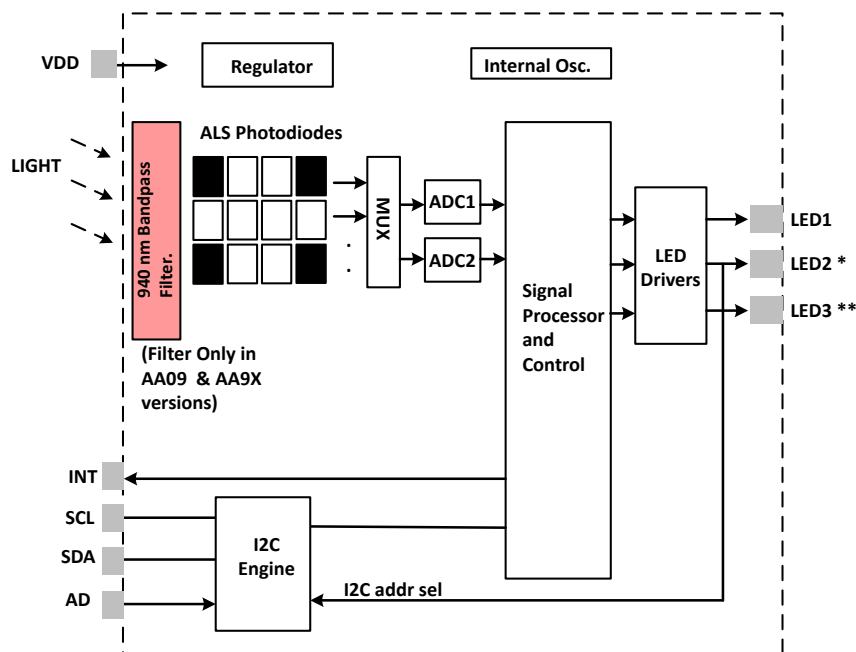 VDD
Regulator
Internal Osc.
LIGHT
940 nm Bandpass
Filter.
ALS Photodiodes
MUX
ADC1
ADC2
Signal
Processor
and
Control
LED
Drivers
LED1
LED2 *
LED3 **
(Filter Only in
AA09 & AA9X
versions)
INT
SCL
SDA
AD
I2C
Engine
I2C addr sel